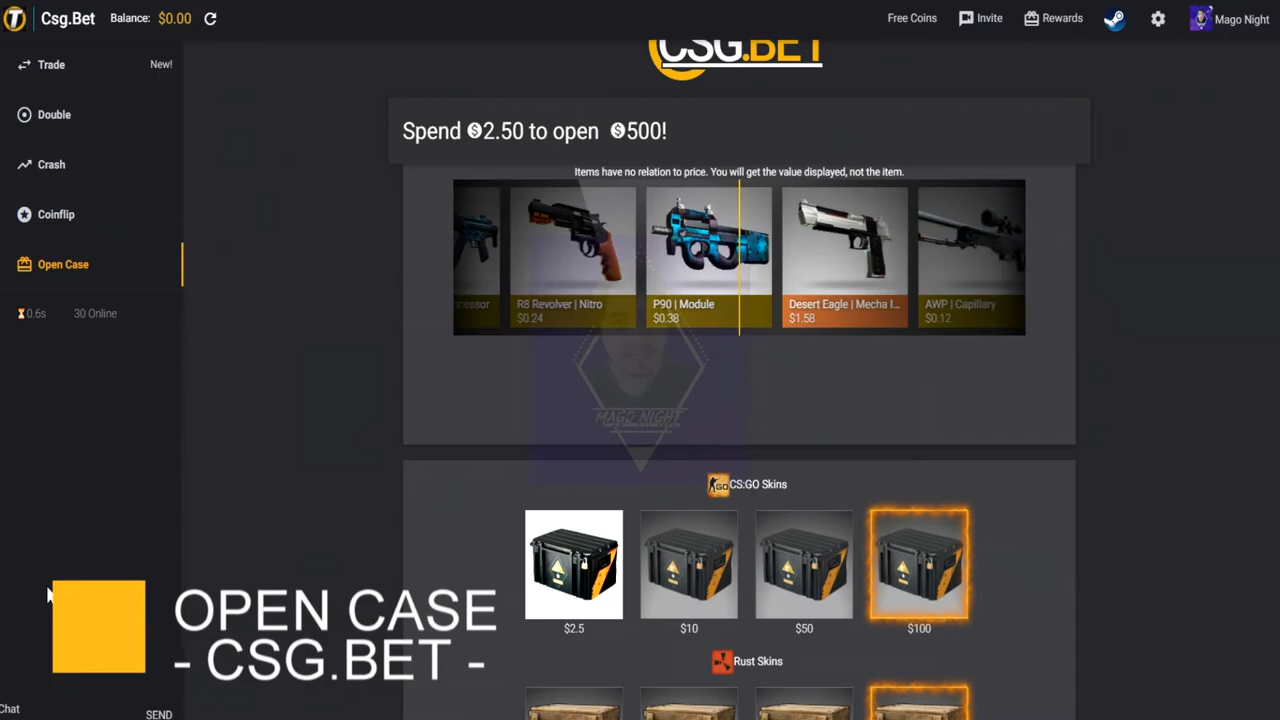 Csg.Bet
Balance: $0.00
Free Coins
Invite
Rewards
Mago Night
Trade
New!
Double
Crash
Coinflip
Open Case
0.6s
30 Online
CSG.BET
Spend $2.50 to open $500!
Items have no relation to price. You will get the value displayed, not the item.
ocessor
R8 Revolver | Nitro
$0.24
P90 | Module
$0.38
Desert Eagle | Mecha I...
$1.58
AWP | Capillary
$0.12
MAGO NIGHT
CS:GO Skins
$2.5
$10
$50
$100
Rust Skins
OPEN CASE
- CSG.BET -
Chat
SEND